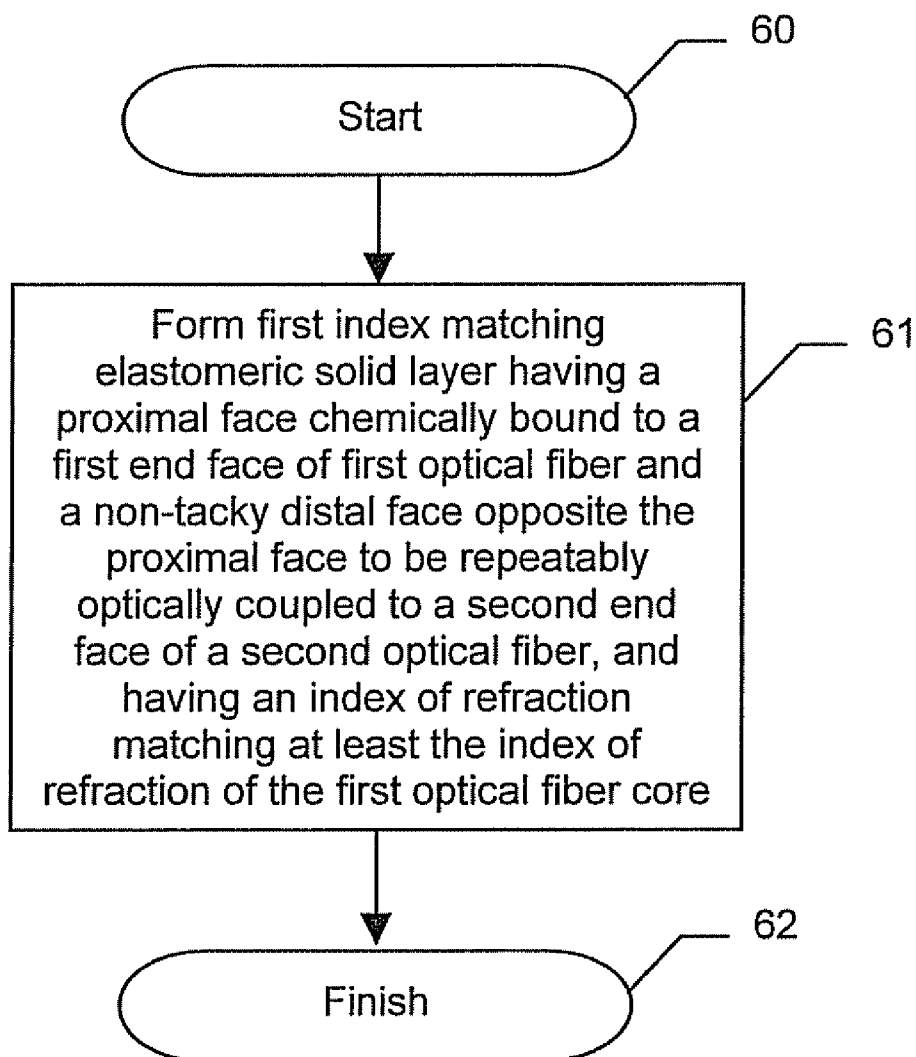 60
Start
Form first index matching
elastomeric solid layer having a
proximal face chemically bound to a
first end face of first optical fiber and
a non-tacky distal face opposite the
proximal face to be repeatably
optically coupled to a second end
face of a second optical fiber, and
having an index of refraction
matching at least the index of
refraction of the first optical fiber core
61
62
Finish